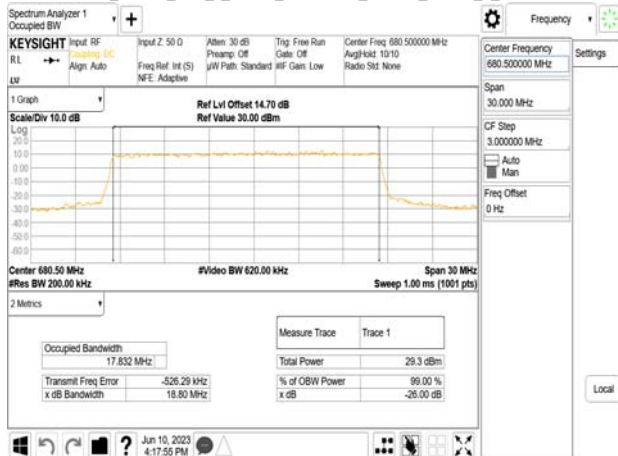 Spectrum Analyzer 1
Occupied BW
Frequency
KEYSIGHT
RL
LV
Input: RF
Coupling: DC
Align: Auto
Input Z: 50 Ω
Freq Ref: Int (S)
NFE: Adaptive
Atten: 30 dB
Preamp: Off
µW Path: Standard
Trig: Free Run
Gate: Off
#IF Gain: Low
Center Freq: 680.500000 MHz
Avg|Hold: 10/10
Radio Std: None
Center Frequency
680.500000 MHz
Settings
Span
30.000 MHz
CF Step
3.000000 MHz
Auto
Man
Freq Offset
0 Hz
Local
1 Graph
Scale/Div 10.0 dB
Ref Lvl Offset 14.70 dB
Ref Value 30.00 dBm
Log
20.0
10.0
0.00
-10.0
-20.0
-30.0
-40.0
-50.0
-60.0
Center 680.50 MHz
#Video BW 620.00 kHz
Span 30 MHz
#Res BW 200.00 kHz
Sweep 1.00 ms (1001 pts)
2 Metrics
Measure Trace Trace 1
Occupied Bandwidth
17.832 MHz
Total Power 29.3 dBm
Transmit Freq Error -526.29 kHz
% of OBW Power 99.00 %
x dB Bandwidth 18.80 MHz
x dB -26.00 dB
Jun 10, 2023
4:17:55 PM